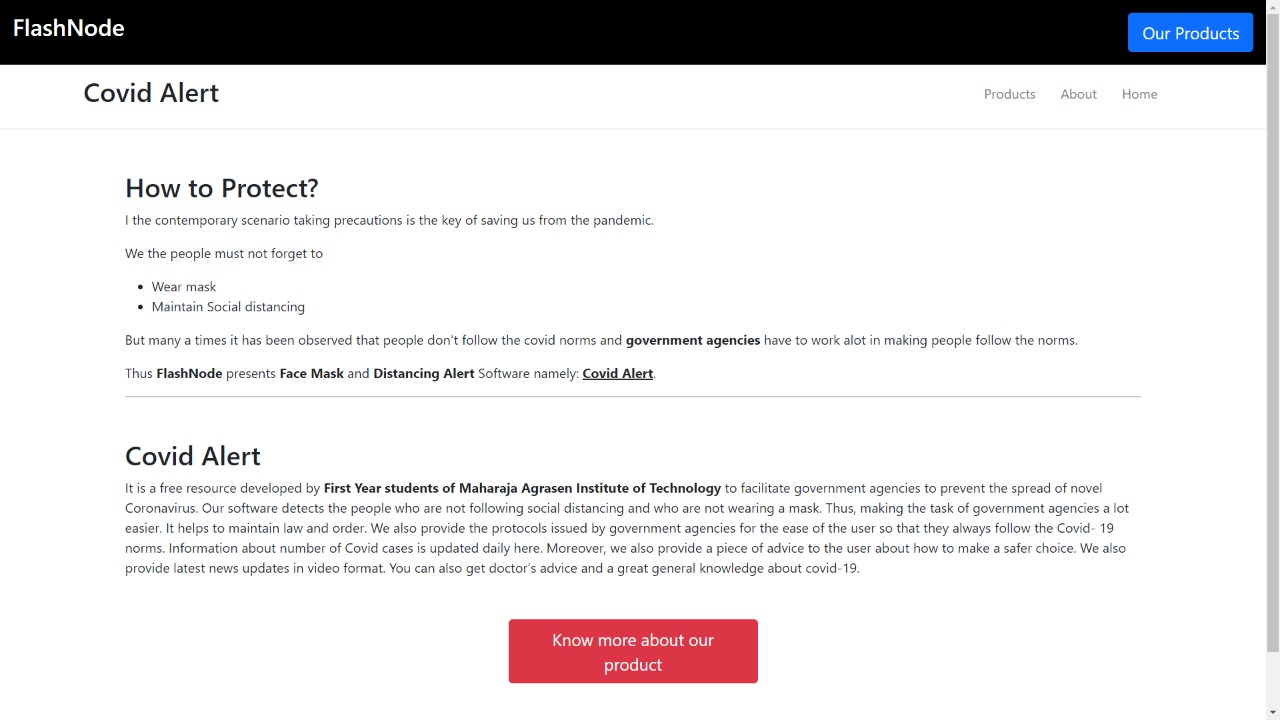 FlashNode
Our Products
Covid Alert
Products
About
Home
How to Protect?
I the contemporary scenario taking precautions is the key of saving us from the pandemic.
We the people must not forget to
Wear mask
Maintain Social distancing
But many a times it has been observed that people don't follow the covid norms and government agencies have to work alot in making people follow the norms.
Thus FlashNode presents Face Mask and Distancing Alert Software namely: Covid Alert.
Covid Alert
It is a free resource developed by First Year students of Maharaja Agrasen Institute of Technology to facilitate government agencies to prevent the spread of novel
Coronavirus. Our software detects the people who are not following social distancing and who are not wearing a mask. Thus, making the task of government agencies a lot
easier. It helps to maintain law and order. We also provide the protocols issued by government agencies for the ease of the user so that they always follow the Covid- 19
norms. Information about number of Covid cases is updated daily here. Moreover, we also provide a piece of advice to the user about how to make a safer choice. We also
provide latest news updates in video format. You can also get doctor's advice and a great general knowledge about covid-19.
Know more about our
product